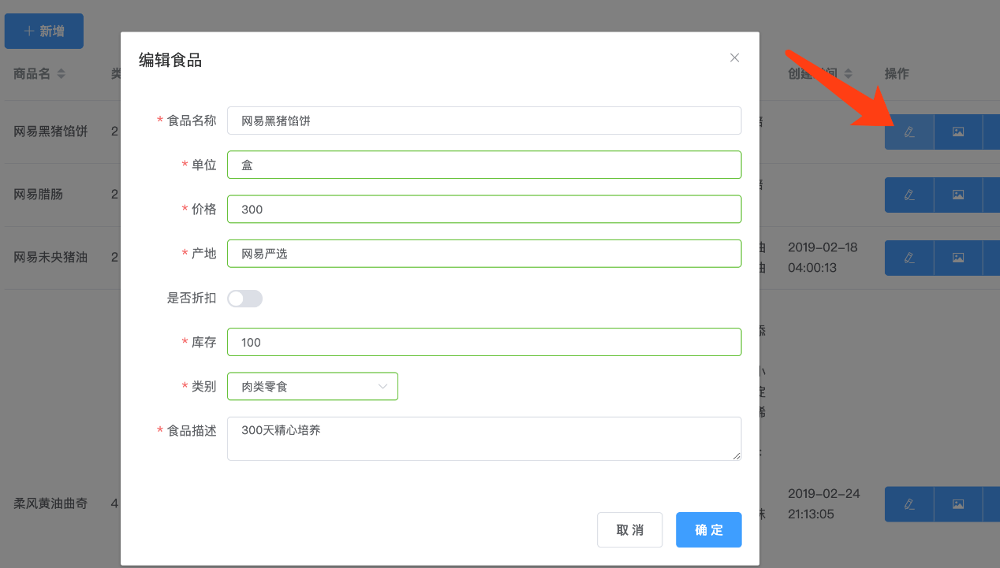 新增
编辑食品
商品名
创建时间
操作
* 食品名称
网易黑猪馅饼
网易黑猪馅饼
2
* 单位
盒
网易腊肠
2
* 价格
300
* 产地
网易严选
网易未央猪油
2
2019-02-18
04:00:13
是否折扣
* 库存
100
* 类别
肉类零食
* 食品描述
300天精心培养
柔风黄油曲奇
4
2019-02-24
21:13:05
取消
确定